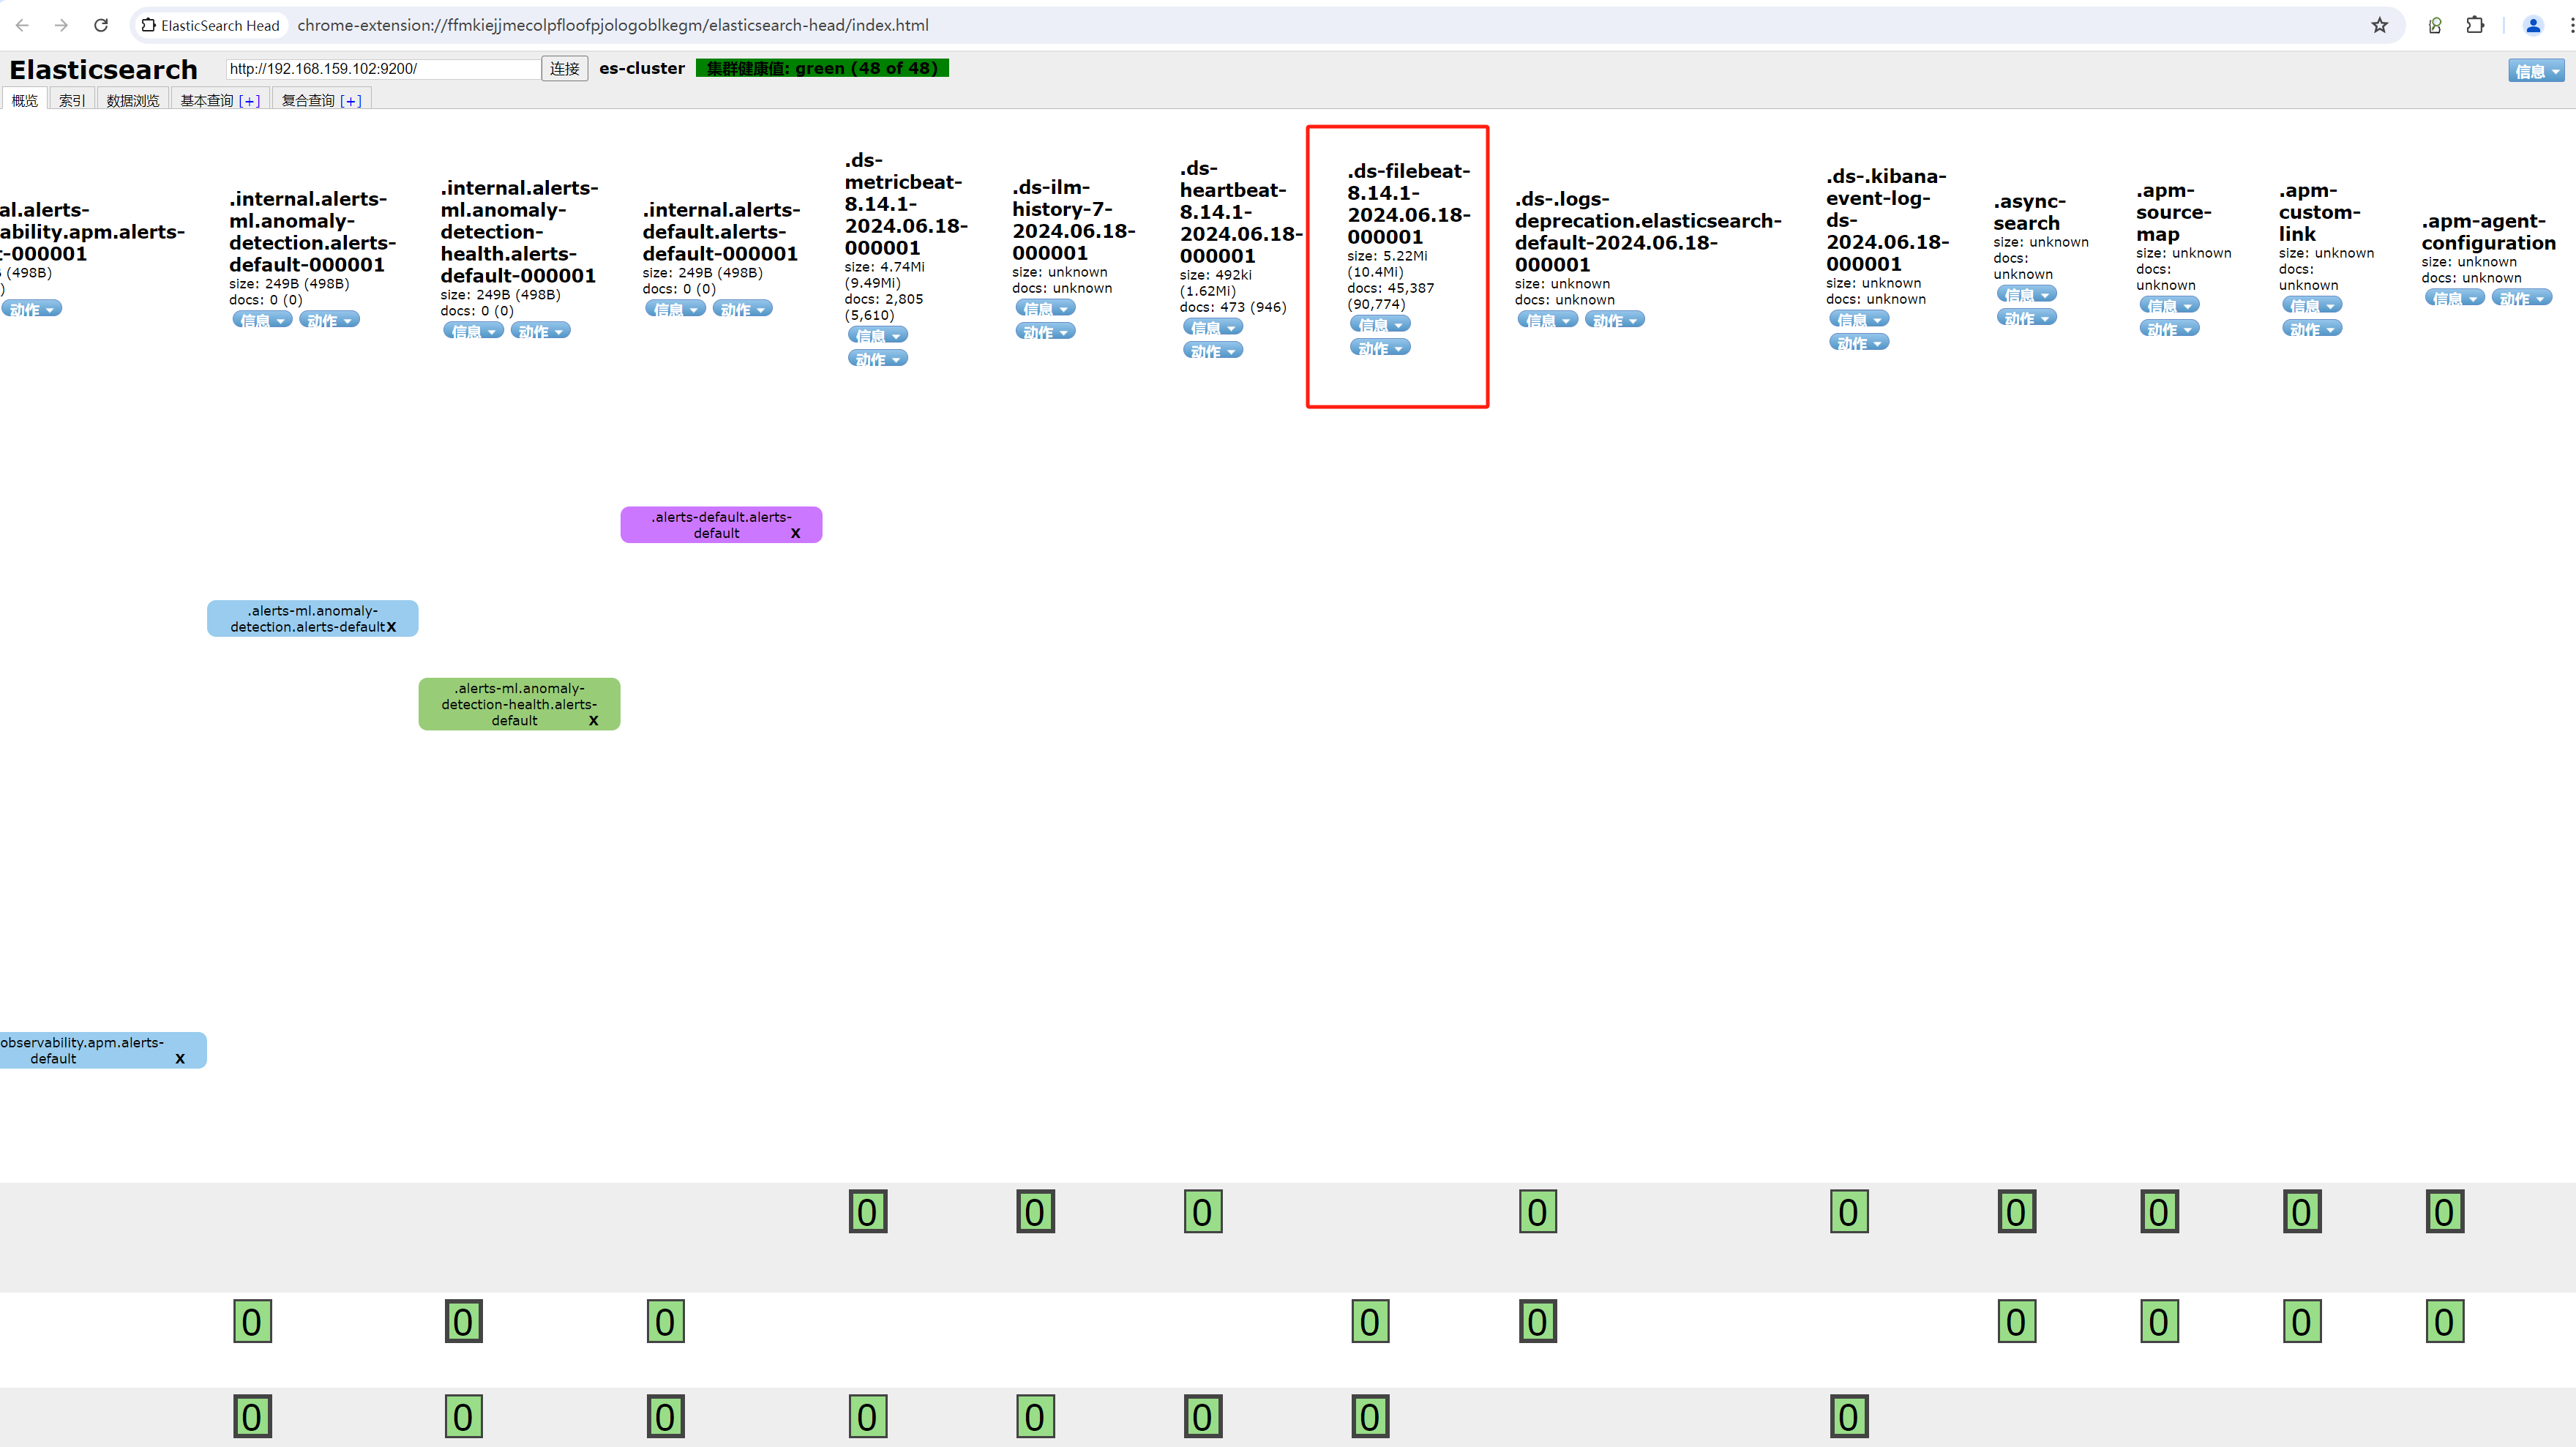 ElasticSearch Head
chrome-extension://ffmkiejjmecolpfloofpjologoblkegm/elasticsearch-head/index.html
Elasticsearch
http://192.168.159.102:9200/
连接
es-cluster
集群健康值: green (48 of 48)
信息
概览
索引
数据浏览
基本查询 [+]
复合查询 [+]
al.alerts-
ability.apm.alerts-
t-000001
(498B)
)
动作
.internal.alerts-
ml.anomaly-
detection.alerts-
default-000001
size: 249B (498B)
docs: 0 (0)
信息 动作
.internal.alerts-
ml.anomaly-
detection-
health.alerts-
default-000001
size: 249B (498B)
docs: 0 (0)
信息 动作
.internal.alerts-
default.alerts-
default-000001
size: 249B (498B)
docs: 0 (0)
信息 动作
.ds-
metricbeat-
8.14.1-
2024.06.18-
000001
size: 4.74Mi
(9.49Mi)
docs: 2,805
(5,610)
信息
动作
.ds-ilm-
history-7-
2024.06.18-
000001
size: unknown
docs: unknown
信息
动作
.ds-
heartbeat-
8.14.1-
2024.06.18-
000001
size: 492ki
(1.62Mi)
docs: 473 (946)
信息
动作
.ds-filebeat-
8.14.1-
2024.06.18-
000001
size: 5.22Mi
(10.4Mi)
docs: 45,387
(90,774)
信息
动作
.ds-.logs-
deprecation.elasticsearch-
default-2024.06.18-
000001
size: unknown
docs: unknown
信息 动作
.ds-.kibana-
event-log-
ds-
2024.06.18-
000001
size: unknown
docs: unknown
信息
动作
.async-
search
size: unknown
docs:
unknown
信息
动作
.apm-
source-
map
size: unknown
docs:
unknown
信息
动作
.apm-
custom-
link
size: unknown
docs:
unknown
信息
动作
.apm-agent-
configuration
size: unknown
docs: unknown
信息 动作
.alerts-default.alerts-
default X
.alerts-ml.anomaly-
detection.alerts-default X
.alerts-ml.anomaly-
detection-health.alerts-
default X
observability.apm.alerts-
default X
0 0 0 0 0 0 0 0 0
0 0 0 0 0 0 0 0 0
0 0 0 0 0 0 0 0